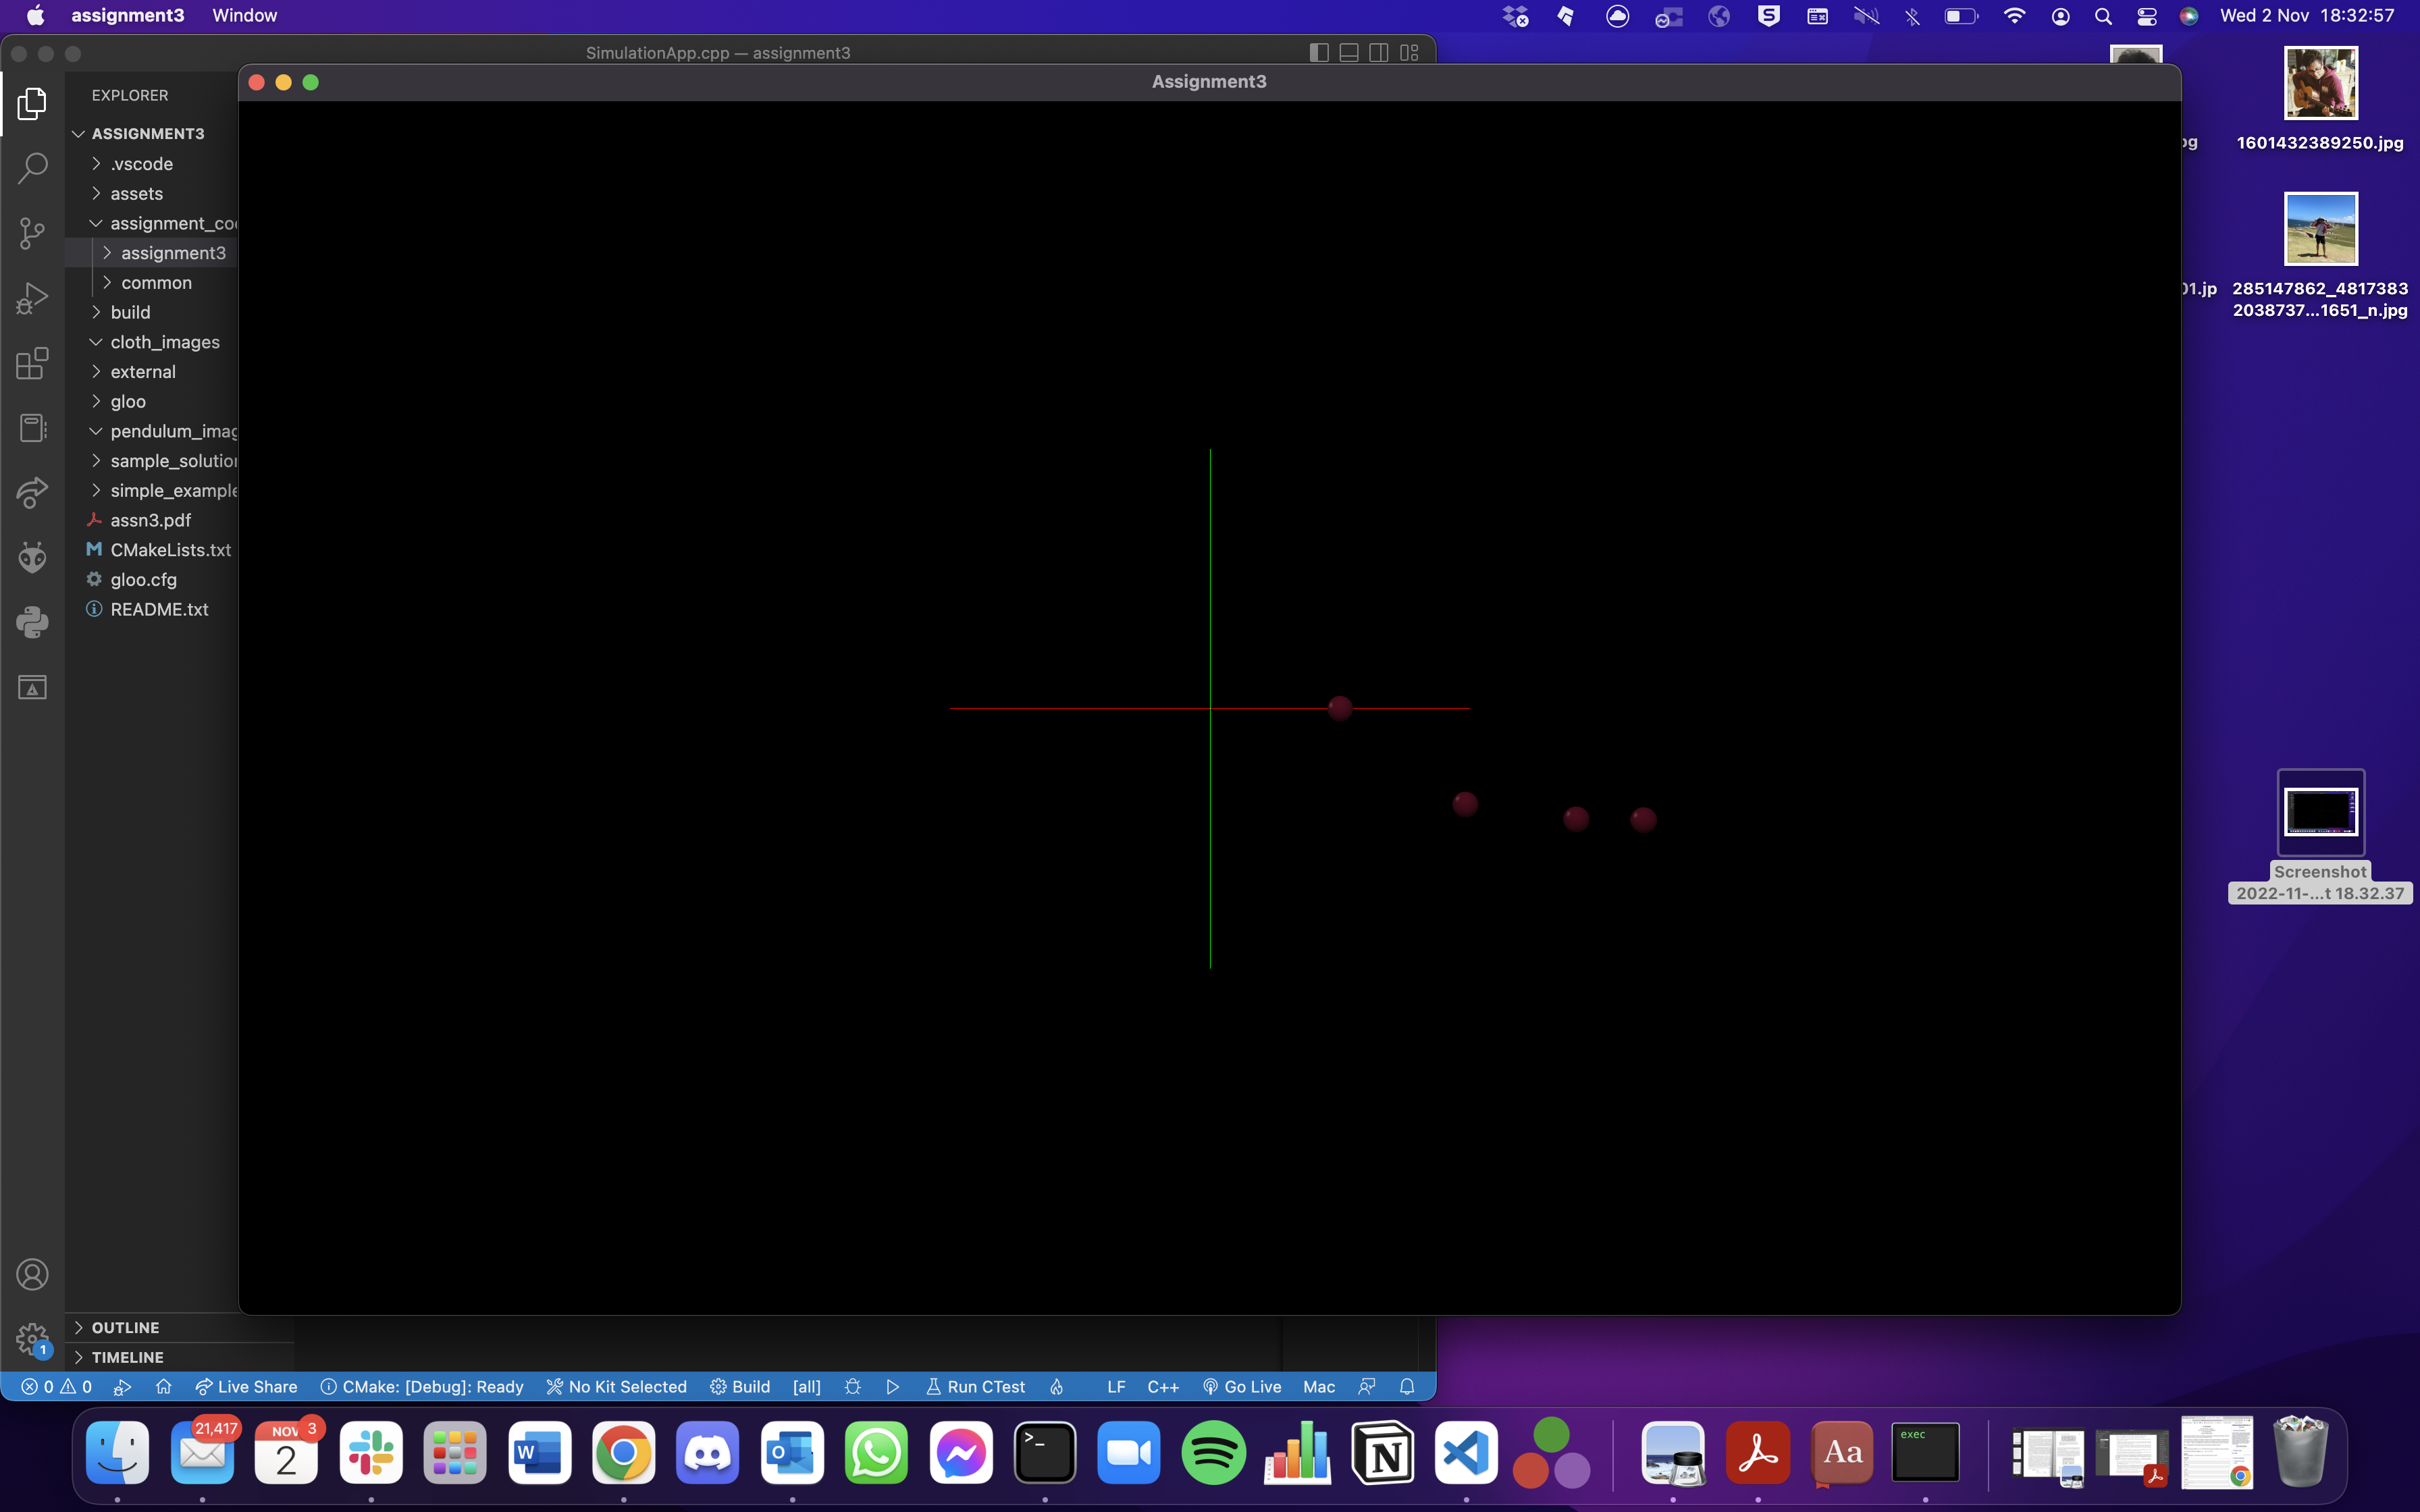 assignment3 Window
Wed 2 Nov 18:32:57
SimulationApp.cpp — assignment3
Assignment3
EXPLORER
ASSIGNMENT3
.vscode
assets
assignment_co
assignment3
common
build
cloth_images
external
gloo
pendulum_imag
sample_solution
simple_example
assn3.pdf
M CMakeLists.txt
gloo.cfg
README.txt
OUTLINE
TIMELINE
1
0 0 Live Share CMake: [Debug]: Ready No Kit Selected Build [all] Run CTest LF C++ Go Live Mac
1601432389250.jpg
285147862_4817383
2038737...1651_n.jpg
01.jp
Screenshot
2022-11-...t 18.32.37
21,417
NOV
3
2
W
O
>_
N
Aa
exec
S